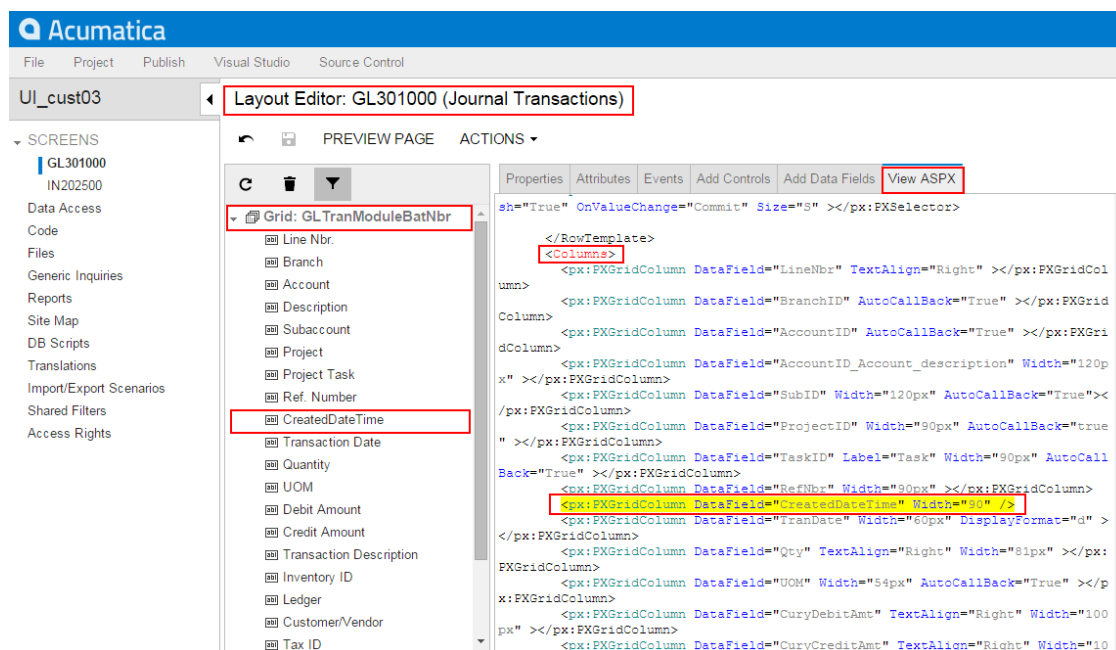 Acumatica
File Project Publish Visual Studio Source Control
UI_cust03
Layout Editor: GL301000 (Journal Transactions)
SCREENS
GL301000
IN202500
Data Access
Code
Files
Generic Inquiries
Reports
Site Map
DB Scripts
Translations
Import/Export Scenarios
Shared Filters
Access Rights
PREVIEW PAGE ACTIONS
Grid: GLTranModuleBatNbr
Line Nbr.
Branch
Account
Description
Subaccount
Project
Project Task
Ref. Number
CreatedDateTime
Transaction Date
Quantity
UOM
Debit Amount
Credit Amount
Transaction Description
Inventory ID
Ledger
Customer/Vendor
Tax ID
Properties Attributes Events Add Controls Add Data Fields View ASPX
sh="True" OnValueChange="Commit" Size="S" ></px:PXSelector>
</RowTemplate>
<Columns>
<px:PXGridColumn DataField="LineNbr" TextAlign="Right" ></px:PXGridCol
umn>
<px:PXGridColumn DataField="BranchID" AutoCallBack="True" ></px:PXGrid
Column>
<px:PXGridColumn DataField="AccountID" AutoCallBack="True" ></px:PXGri
dColumn>
<px:PXGridColumn DataField="AccountID_Account_description" Width="120p
x" ></px:PXGridColumn>
<px:PXGridColumn DataField="SubID" Width="120px" AutoCallBack="True"><
/px:PXGridColumn>
<px:PXGridColumn DataField="ProjectID" Width="90px" AutoCallBack="true
" ></px:PXGridColumn>
<px:PXGridColumn DataField="TaskID" Label="Task" Width="90px" AutoCall
Back="True" ></px:PXGridColumn>
<px:PXGridColumn DataField="RefNbr" Width="90px" ></px:PXGridColumn>
<px:PXGridColumn DataField="CreatedDateTime" Width="90" />
<px:PXGridColumn DataField="TranDate" Width="60px" DisplayFormat="d" >
</px:PXGridColumn>
<px:PXGridColumn DataField="Qty" TextAlign="Right" Width="81px" ></px:
PXGridColumn>
<px:PXGridColumn DataField="UOM" Width="54px" AutoCallBack="True" ></p
x:PXGridColumn>
<px:PXGridColumn DataField="CuryDebitAmt" TextAlign="Right" Width="100
px" ></px:PXGridColumn>
<px:PXGridColumn DataField="CuryCreditAmt" TextAlign="Right" Width="10